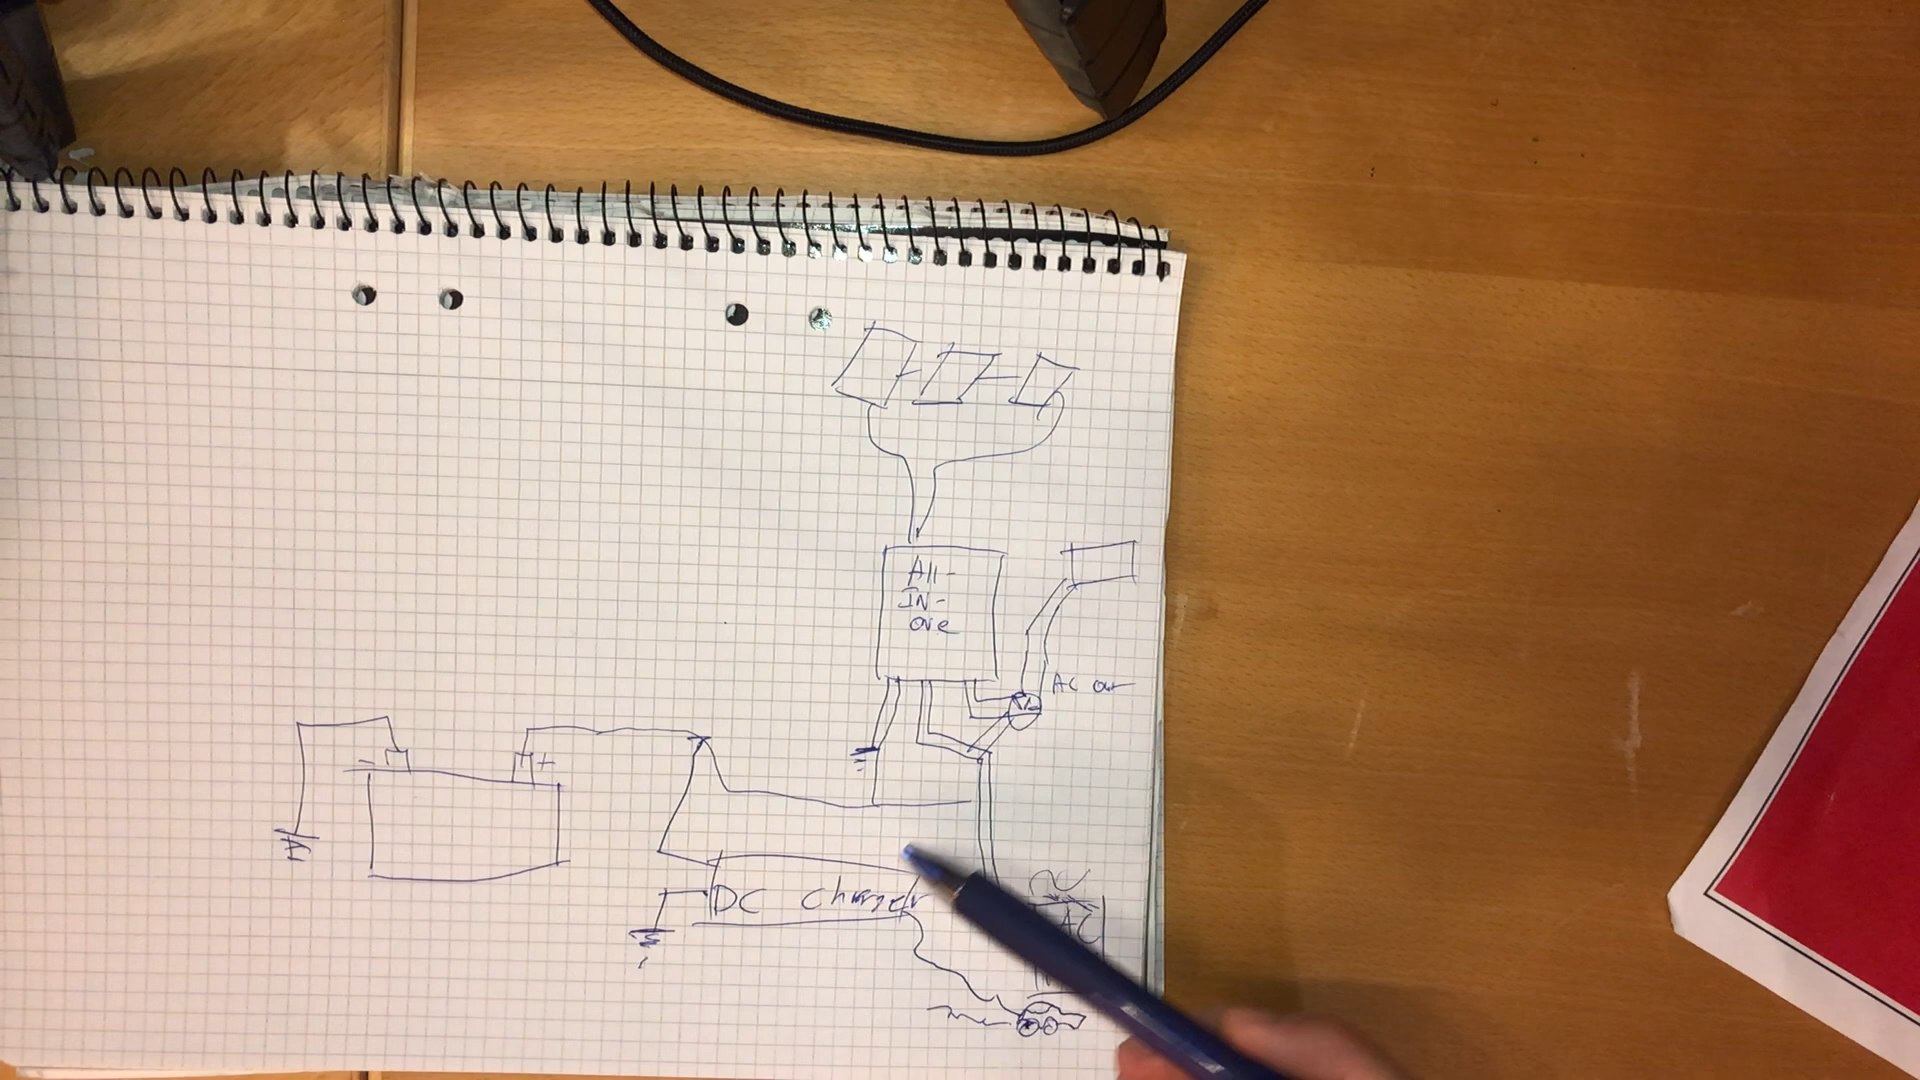 All-
IN-
one
AC out
- +
DC Charger
AC